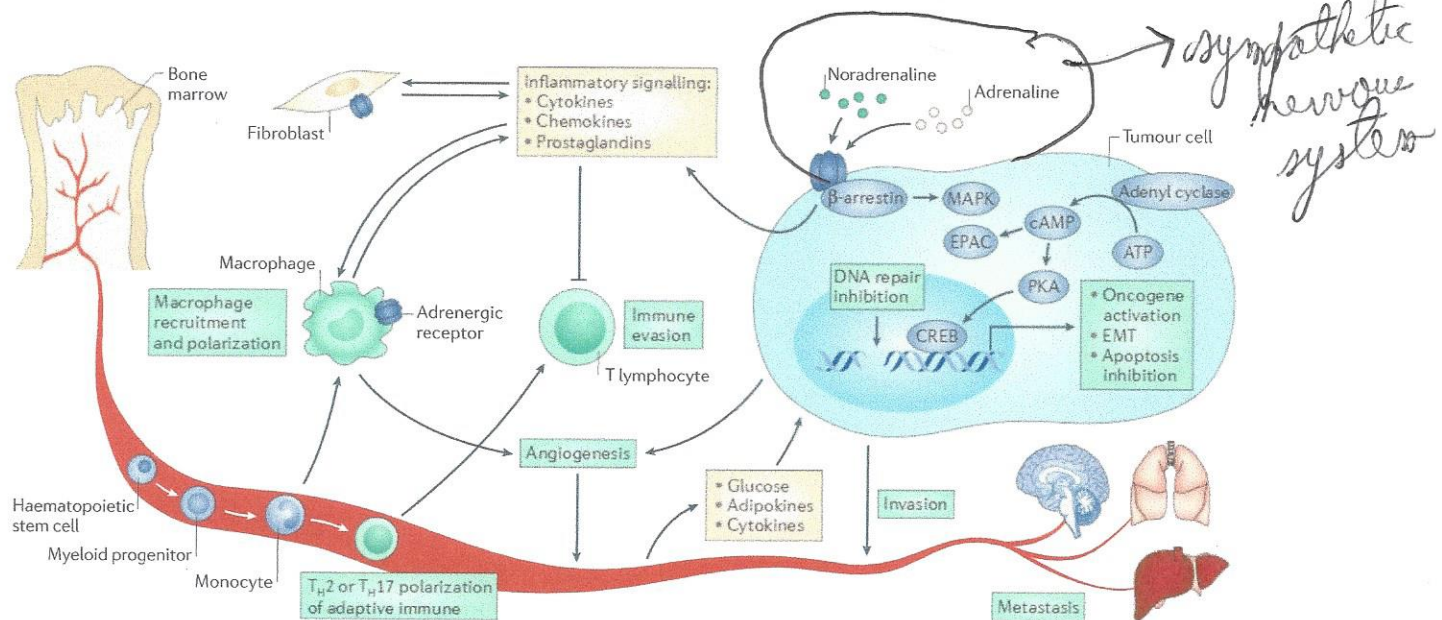 sympathetic
nervous
system
Bone
marrow
Fibroblast
Inflammatory signalling:
• Cytokines
• Chemokines
• Prostaglandins
Noradrenaline
Adrenaline
Tumour cell
β-arrestin
MAPK
Adenyl cyclase
cAMP
EPAC
ATP
PKA
DNA repair
inhibition
CREB
• Oncogene
activation
• EMT
• Apoptosis
inhibition
Macrophage
Macrophage
recruitment
and polarization
Adrenergic
receptor
Immune
evasion
T lymphocyte
Angiogenesis
• Glucose
• Adipokines
• Cytokines
Invasion
Haematopoietic
stem cell
Myeloid progenitor
Monocyte
TH2 or TH17 polarization
of adaptive immune
Metastasis